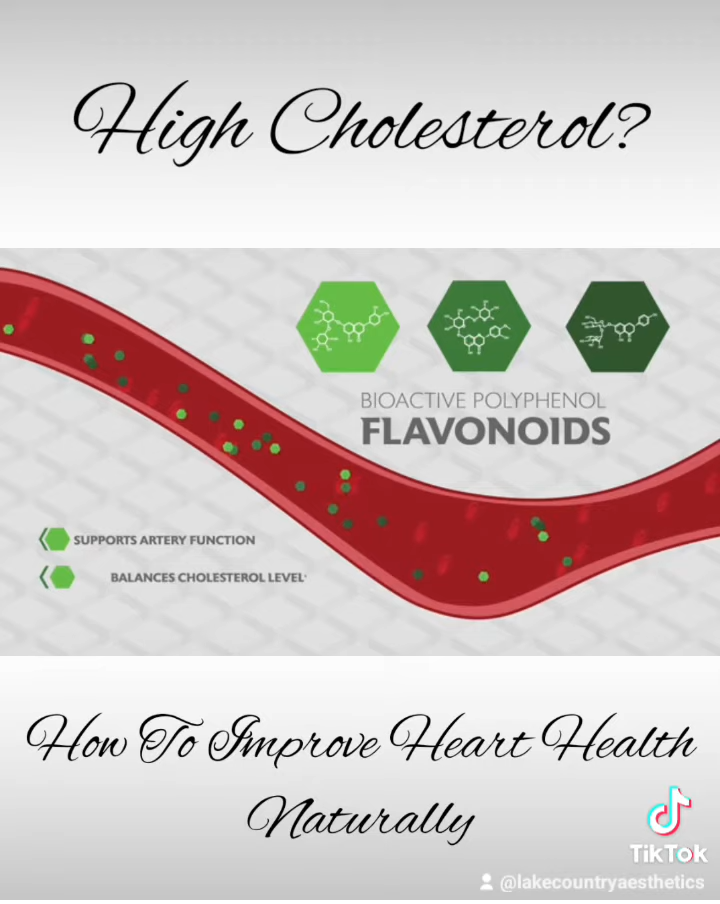 High Cholesterol?
BIOACTIVE POLYPHENOL
FLAVONOIDS
SUPPORTS ARTERY FUNCTION
BALANCES CHOLESTEROL LEVEL
How To Improve Heart Health
Naturally
TikTok
@lakecountryaesthetics